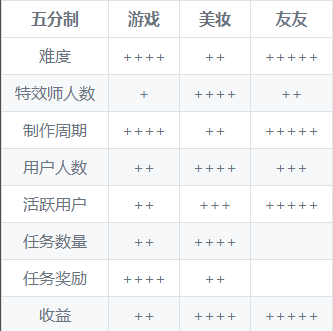 五分制 游戏 美妆 友友
难度 ++++ ++ +++++
特效师人数 + ++++ ++
制作周期 ++++ ++ +++++
用户人数 ++ ++++ +++
活跃用户 ++ +++ +++++
任务数量 ++ ++++
任务奖励 ++++ ++
收益 ++ ++++ +++++